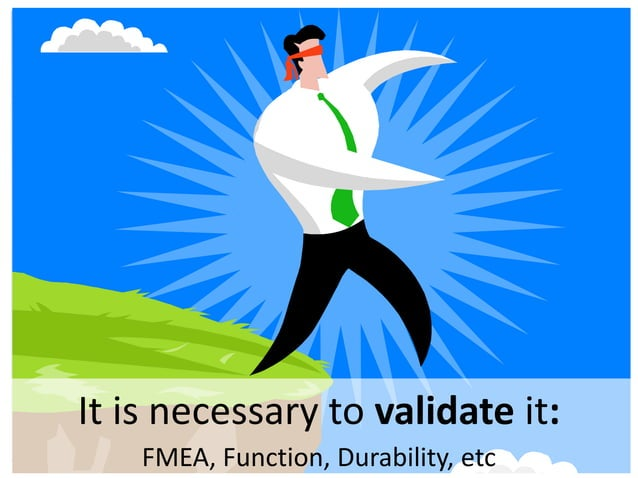 It is necessary to validate it:
FMEA, Function, Durability, etc